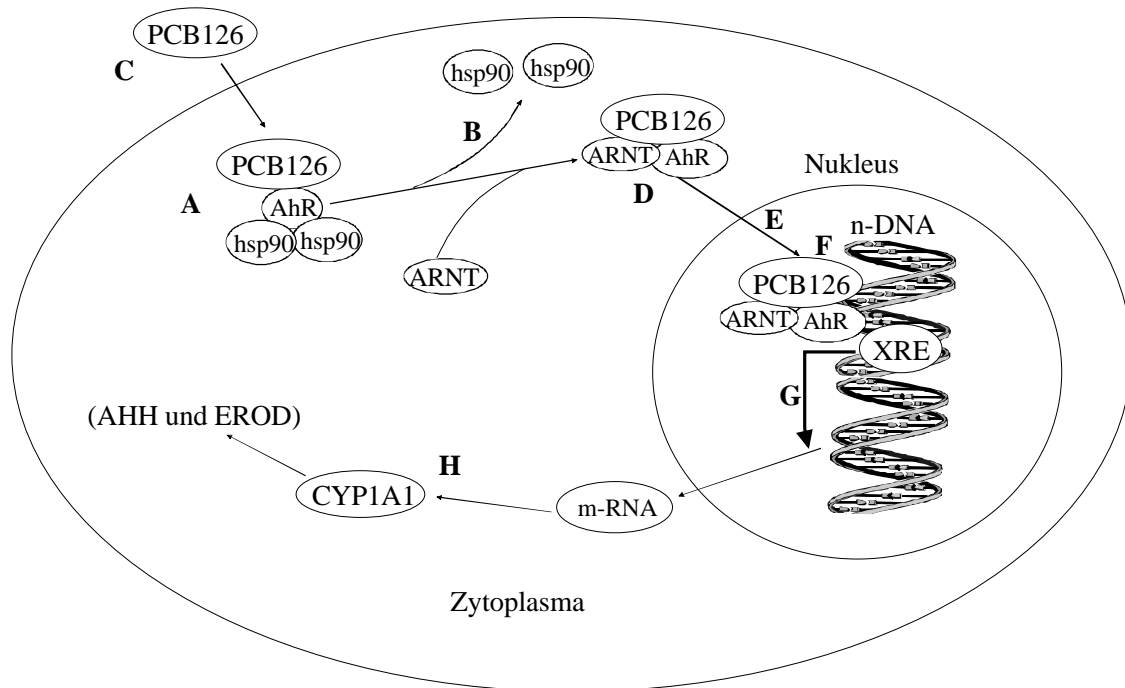 PCB126
C
hsp90
hsp90
PCB126
B
PCB126
ARNT
AhR
A
AhR
hsp90
hsp90
D
Nukleus
E
n-DNA
F
ARNT
PCB126
ARNT
AhR
XRE
G
(AHH und EROD)
H
CYP1A1
m-RNA
Zytoplasma